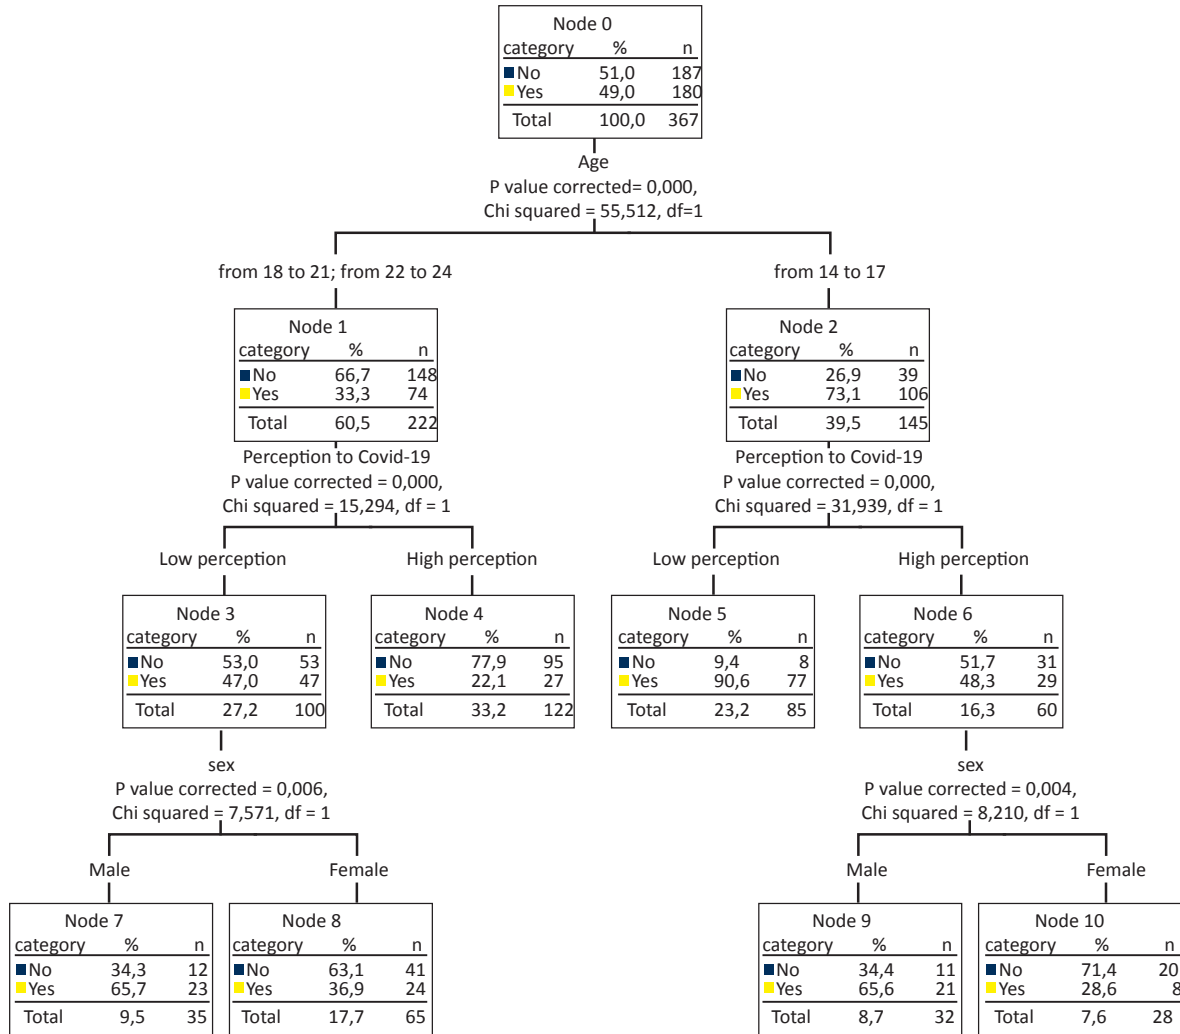 Node 0
category % n
No 51,0 187
Yes 49,0 180
Total 100,0 367
Age
P value corrected= 0,000,
Chi squared = 55,512, df=1
from 18 to 21; from 22 to 24
from 14 to 17
Node 1
category % n
No 66,7 148
Yes 33,3 74
Total 60,5 222
Node 2
category % n
No 26,9 39
Yes 73,1 106
Total 39,5 145
Perception to Covid-19
P value corrected = 0,000,
Chi squared = 15,294, df = 1
Perception to Covid-19
P value corrected = 0,000,
Chi squared = 31,939, df = 1
Low perception
High perception
Low perception
High perception
Node 3
category % n
No 53,0 53
Yes 47,0 47
Total 27,2 100
Node 4
category % n
No 77,9 95
Yes 22,1 27
Total 33,2 122
Node 5
category % n
No 9,4 8
Yes 90,6 77
Total 23,2 85
Node 6
category % n
No 51,7 31
Yes 48,3 29
Total 16,3 60
sex
P value corrected = 0,006,
Chi squared = 7,571, df = 1
sex
P value corrected = 0,004,
Chi squared = 8,210, df = 1
Male
Female
Male
Female
Node 7
category % n
No 34,3 12
Yes 65,7 23
Total 9,5 35
Node 8
category % n
No 63,1 41
Yes 36,9 24
Total 17,7 65
Node 9
category % n
No 34,4 11
Yes 65,6 21
Total 8,7 32
Node 10
category % n
No 71,4 20
Yes 28,6 8
Total 7,6 28